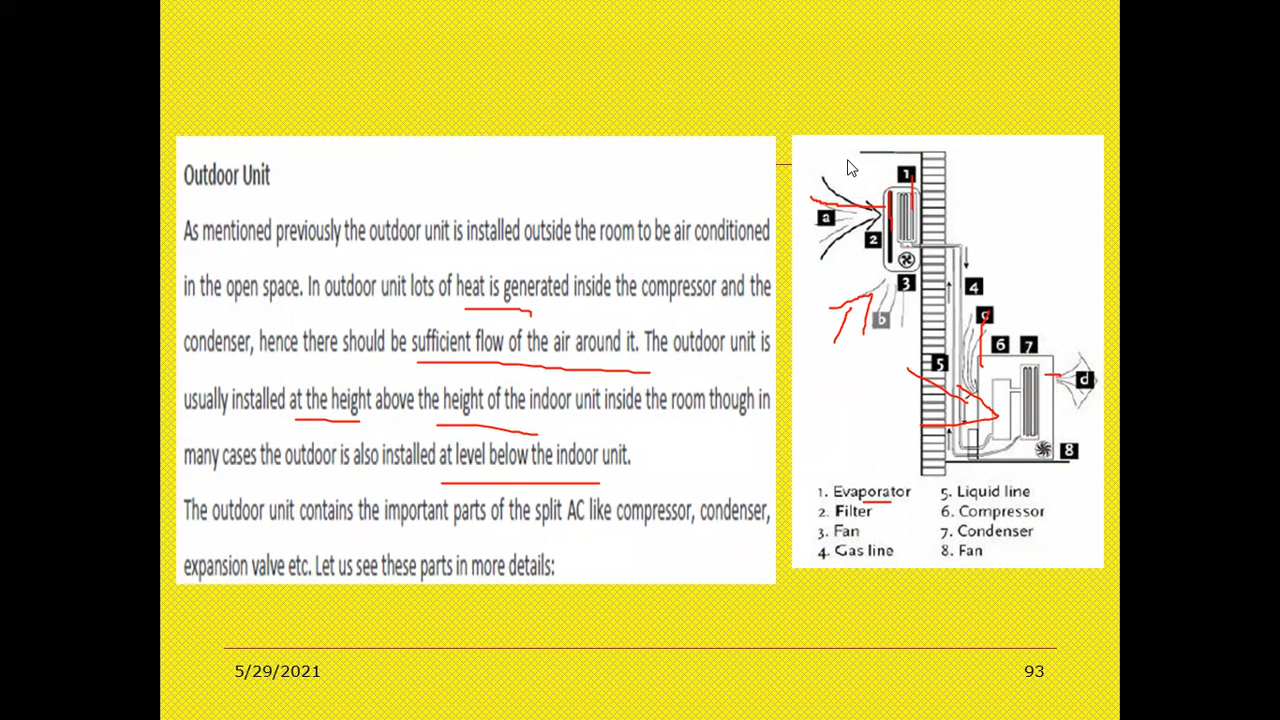 Outdoor Unit
As mentioned previously the outdoor unit is installed outside the room to be air conditioned
in the open space. In outdoor unit lots of heat is generated inside the compressor and the
condenser, hence there should be sufficient flow of the air around it. The outdoor unit is
usually installed at the height above the height of the indoor unit inside the room though in
many cases the outdoor is also installed at level below the indoor unit.
The outdoor unit contains the important parts of the split AC like compressor, condenser,
expansion valve etc. Let us see these parts in more details:
1
a
2
3
4
b
6 7
5
d
8
1. Evaporator
2. Filter
3. Fan
4. Gas line
5. Liquid line
6. Compressor
7. Condenser
8. Fan
5/29/2021
93